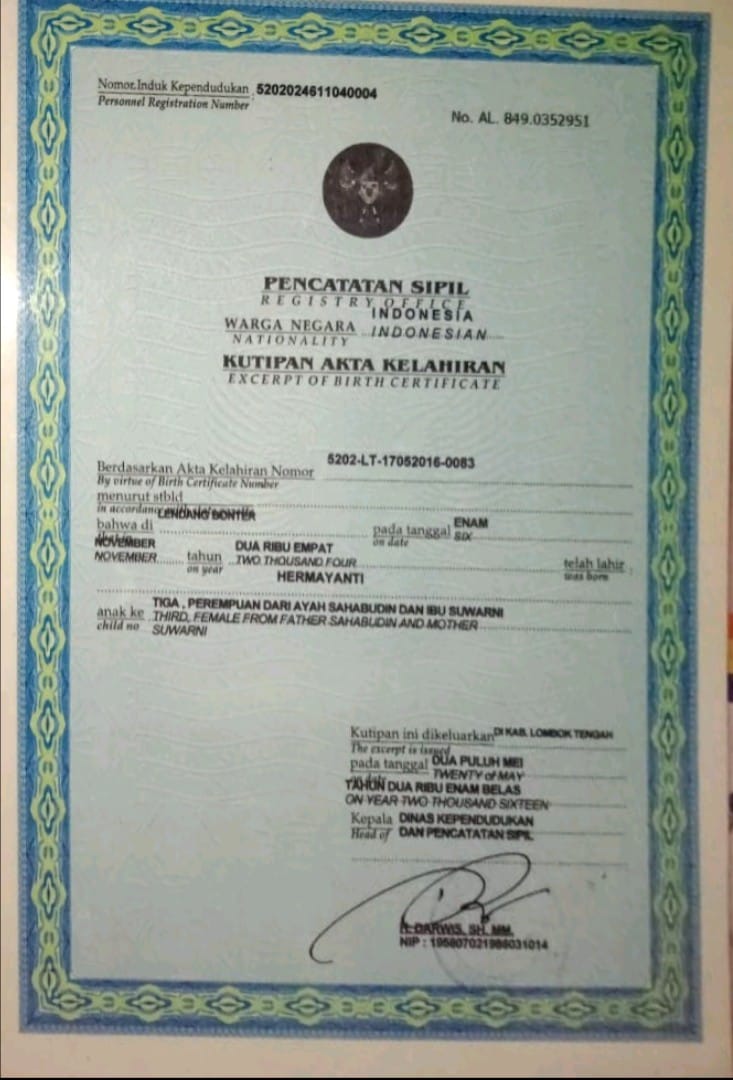 Nomor Induk Kependudukan 5202024611040004
Personnel Registration Number
No. AL. 849.0352951
PENCATATAN SIPIL
REGISTRY OFFICE
INDONESIA
WARGA NEGARA
INDONESIAN
NATIONALITY
KUTIPAN AKTA KELAHIRAN
EXCERPT OF BIRTH CERTIFICATE
5202-LT-17052016-0083
Berdasarkan Akta Kelahiran Nomor
By virtue of Birth Certificate Number
menurut stbld
in accordance
LENDANG BONTER
bahwa di
pada tanggal ENAM
on date SIX
NOVEMBER
NOVEMBER
tahun DUA RIBU EMPAT
on year TWO THOUSAND FOUR
telah lahir :
was born
HERMAYANTI
anak ke TIGA , PEREMPUAN DARI AYAH SAHABUDIN DAN IBU SUWARNI
child no THIRD, FEMALE FROM FATHER SAHABUDIN AND MOTHER
SUWARNI
Kutipan ini dikeluarkan DI KAB. LOMBOK TENGAH
The excerpt is issued
pada tanggal DUA PULUH MEI
on date TWENTY of MAY
TAHUN DUA RIBU ENAM BELAS
ON YEAR TWO THOUSAND SIXTEEN
Kepala DINAS KEPENDUDUKAN
Head of DAN PENCATATAN SIPIL
DARWIS, SH. MM.
NIP : 195807021986031014